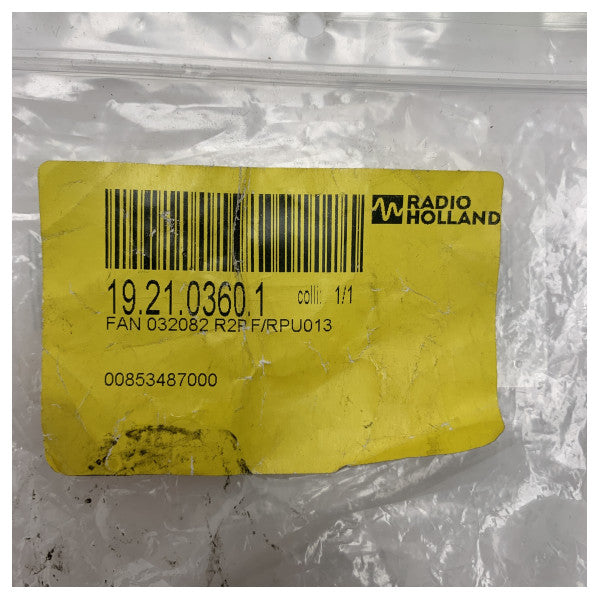 RADIO
HOLLAND
19.21.0360.1 colli: 1/1
FAN 032082 R2RF/RPU013
00853487000